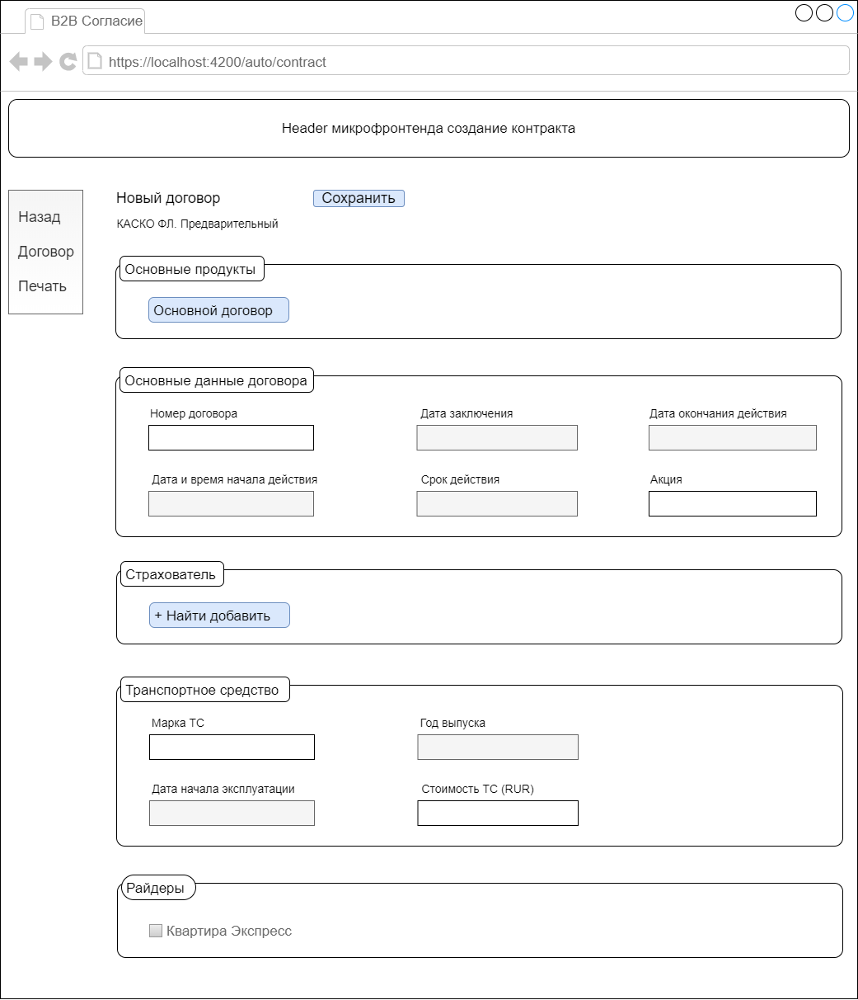 B2B Согласие
https://localhost:4200/auto/contract
Header микрофронтенда создание контракта
Назад
Договор
Печать
Новый договор
Сохранить
КАСКО ФЛ. Предварительный
Основные продукты
Основной договор
Основные данные договора
Номер договора
Дата заключения
Дата окончания действия
Дата и время начала действия
Срок действия
Акция
Страхователь
+ Найти добавить
Транспортное средство
Марка ТС
Год выпуска
Дата начала эксплуатации
Стоимость ТС (RUR)
Райдеры
Квартира Экспресс